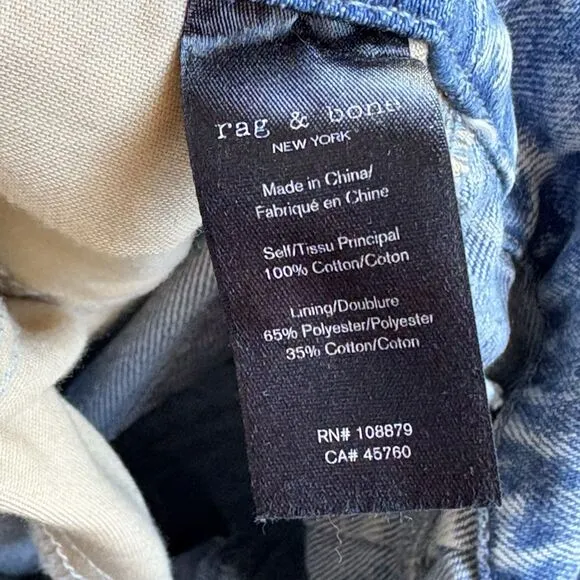 rag & bone
NEW YORK
Made in China/
Fabriqué en Chine
Self/Tissu Principal
100% Cotton/Coton
Lining/Doublure
65% Polyester/Polyester
35% Cotton/Coton
RN# 108879
CA# 45760